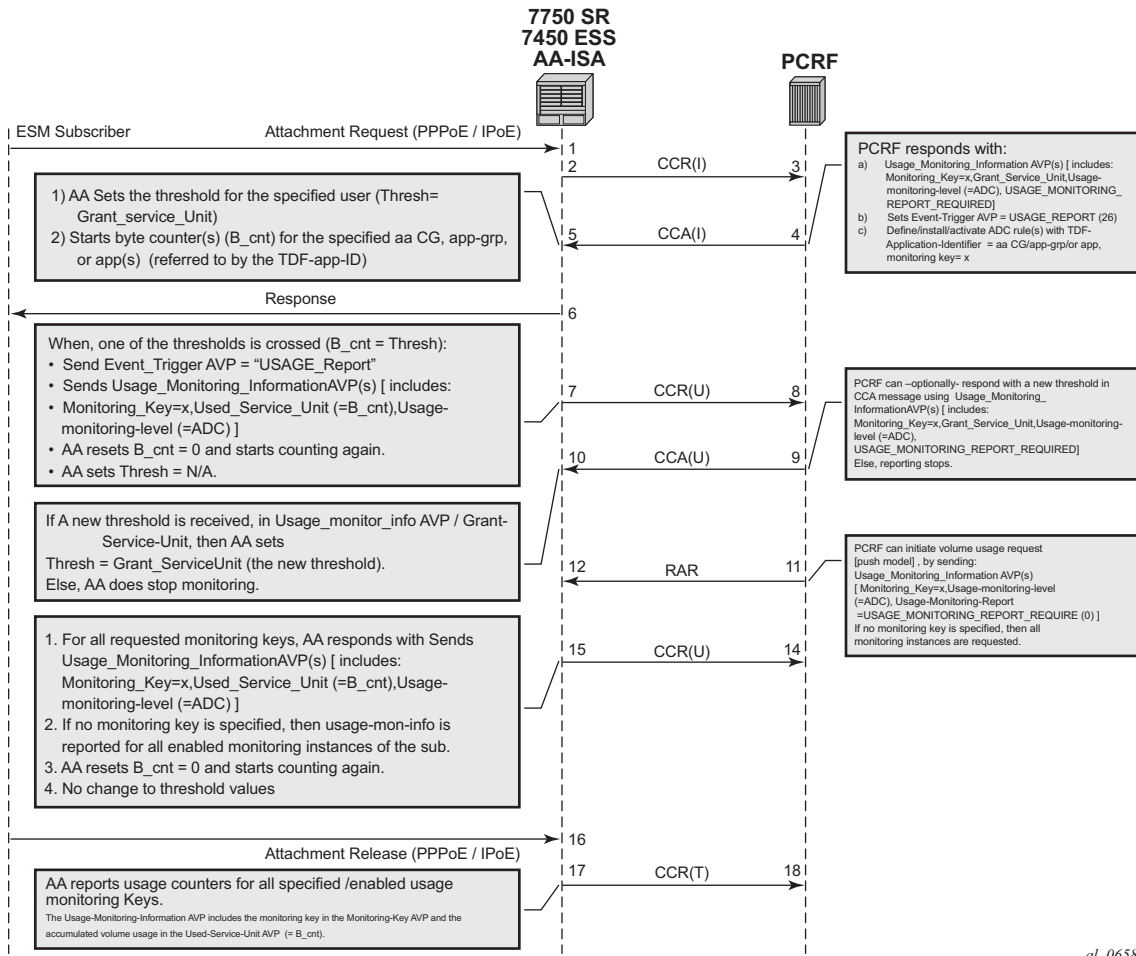 7750 SR
7450 ESS
AA-ISA
PCRF
ESM Subscriber
Attachment Request (PPPoE / IPoE)
1
2
CCR(I)
3
PCRF responds with:
a) Usage_Monitoring_Information AVP(s) [ includes:
Monitoring_Key=x,Grant_Service_Unit,Usage-
monitoring-level (=ADC), USAGE_MONITORING_
REPORT_REQUIRED]
b) Sets Event-Trigger AVP = USAGE_REPORT (26)
c) Define/install/activate ADC rule(s) with TDF-
Application-Identifier = aa CG/app-grp/or app,
monitoring key= x
1) AA Sets the threshold for the specified user (Thresh=
Grant_service_Unit)
2) Starts byte counter(s) (B_cnt) for the specified aa CG, app-grp,
or app(s) (referred to by the TDF-app-ID)
5
CCA(I)
4
Response
6
When, one of the thresholds is crossed (B_cnt = Thresh):
• Send Event_Trigger AVP = “USAGE_Report”
• Sends Usage_Monitoring_InformationAVP(s) [ includes:
• Monitoring_Key=x,Used_Service_Unit (=B_cnt),Usage-
monitoring-level (=ADC) ]
• AA resets B_cnt = 0 and starts counting again.
• AA sets Thresh = N/A.
7
CCR(U)
8
PCRF can –optionally- respond with a new threshold in
CCA message using Usage_Monitoring_
InformationAVP(s) [ includes:
Monitoring_Key=x,Grant_Service_Unit,Usage-monitoring-
level (=ADC),
USAGE_MONITORING_REPORT_REQUIRED]
Else, reporting stops.
10
CCA(U)
9
If A new threshold is received, in Usage_monitor_info AVP / Grant-
Service-Unit, then AA sets
Thresh = Grant_ServiceUnit (the new threshold).
Else, AA does stop monitoring.
12
RAR
11
PCRF can initiate volume usage request
[push model] , by sending:
Usage_Monitoring_Information AVP(s)
[ Monitoring_Key=x,Usage-monitoring-level
(=ADC), Usage-Monitoring-Report
=USAGE_MONITORING_REPORT_REQUIRE (0) ]
If no monitoring key is specified, then all
monitoring instances are requested.
1. For all requested monitoring keys, AA responds with Sends
Usage_Monitoring_InformationAVP(s) [ includes:
Monitoring_Key=x,Used_Service_Unit (=B_cnt),Usage-
monitoring-level (=ADC) ]
2. If no monitoring key is specified, then usage-mon-info is
reported for all enabled monitoring instances of the sub.
3. AA resets B_cnt = 0 and starts counting again.
4. No change to threshold values
15
CCR(U)
14
16
Attachment Release (PPPoE / IPoE)
17
CCR(T)
18
AA reports usage counters for all specified /enabled usage
monitoring Keys.
The Usage-Monitoring-Information AVP includes the monitoring key in the Monitoring-Key AVP and the
accumulated volume usage in the Used-Service-Unit AVP (= B_cnt).
al_0658